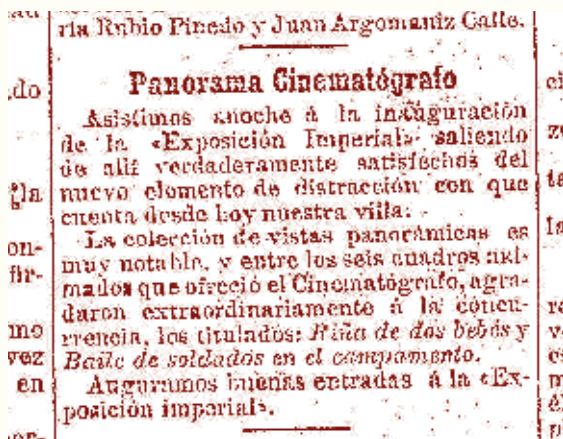 ría Rubio Pinedo y Juan Argomaniz Calle.
Panorama Cinematógrafo
Asistimos anoche á la inauguración
de la «Exposición Imperial» saliendo
de allí verdaderamente satisfechos del
nuevo elemento de distracción con que
cuenta desde hoy nuestra villa.
La colección de vistas panorámicas es
muy notable, y entre los seis cuadros ani-
mados que ofreció el Cinematógrafo, agra-
daron extraordinariamente á la concu-
rrencia, los titulados: Riña de dos bebés y
Baile de soldados en el campamento.
Auguramos buenas entradas á la «Ex-
posición imperial».